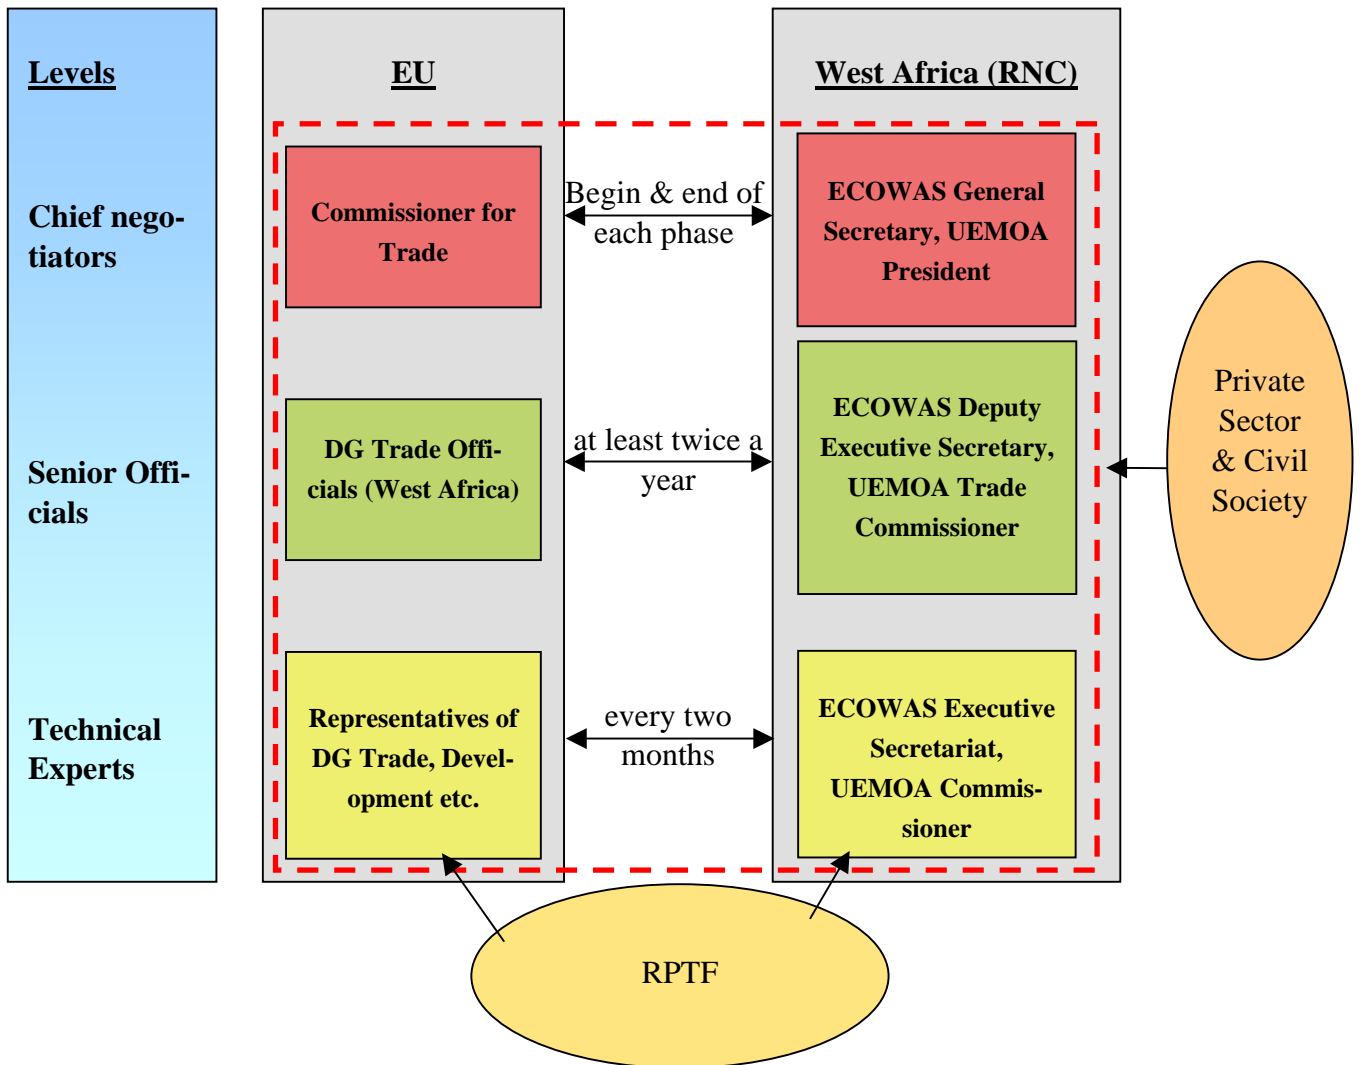 Levels
EU
West Africa (RNC)
Chief nego-
tiators
Commissioner for
Trade
Begin & end of
each phase
ECOWAS General
Secretary, UEMOA
President
Senior Offi-
cials
DG Trade Offi-
cials (West Africa)
at least twice a
year
ECOWAS Deputy
Executive Secretary,
UEMOA Trade
Commissioner
Private
Sector
& Civil
Society
Technical
Experts
Representatives of
DG Trade, Devel-
opment etc.
every two
months
ECOWAS Executive
Secretariat,
UEMOA Commis-
sioner
RPTF